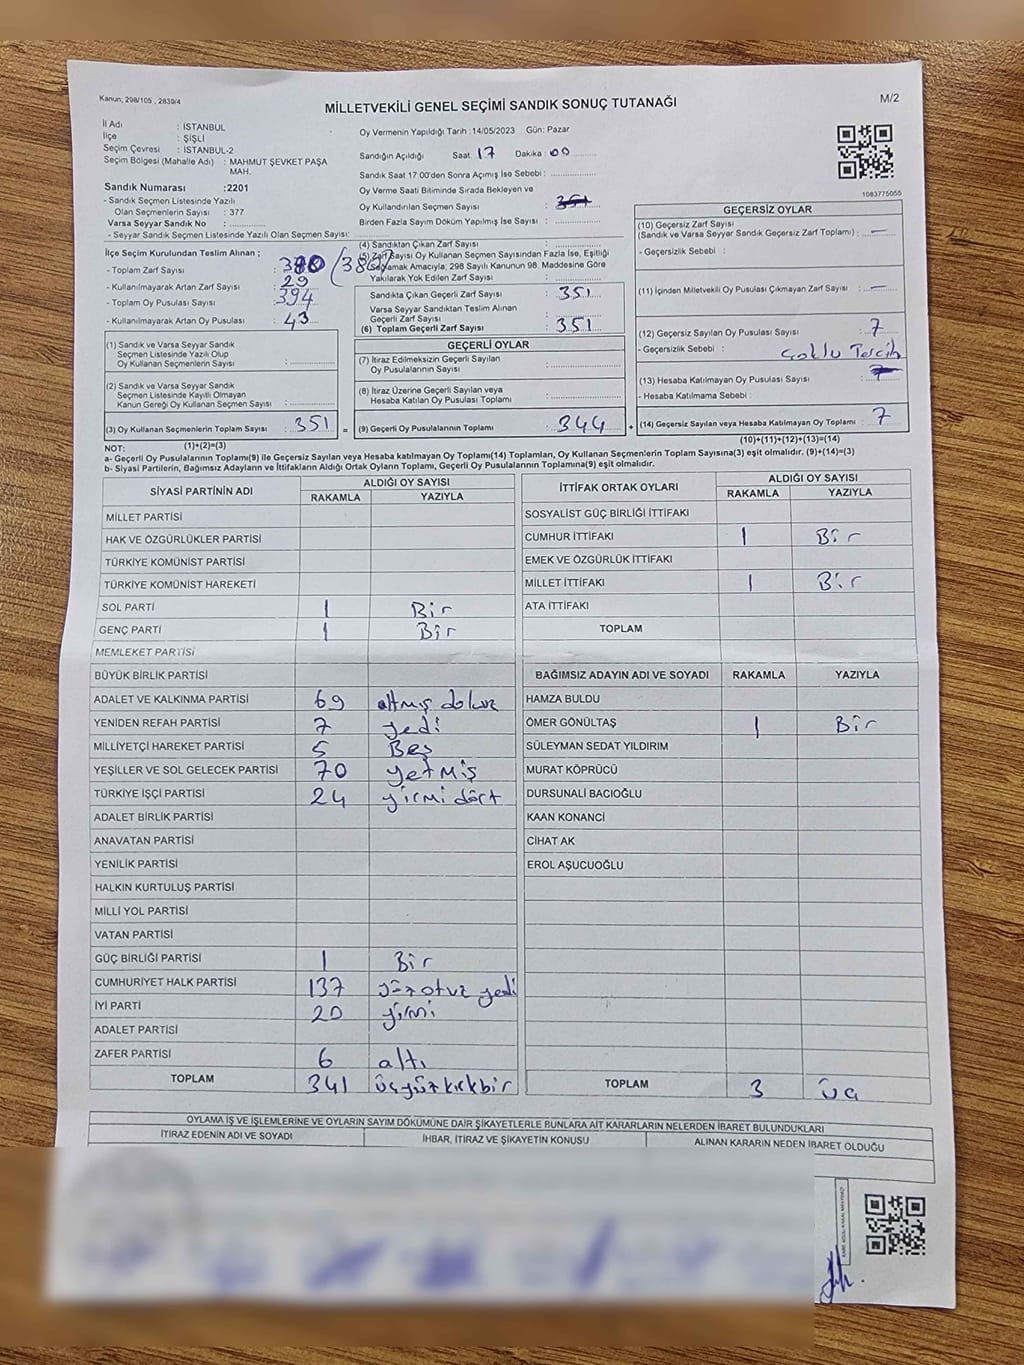 Kanun; 298/105 , 2839/4
MİLLETVEKİLİ GENEL SEÇİMİ SANDIK SONUÇ TUTANAĞI
M/2
İl Adı : İSTANBUL
İlçe : ŞİŞLİ
Seçim Çevresi : İSTANBUL-2
Seçim Bölgesi (Mahalle Adı) : MAHMUT ŞEVKET PAŞA
MAH.
Sandık Numarası :2201
- Sandık Seçmen Listesinde Yazılı
Olan Seçmenlerin Sayısı : 377
Varsa Seyyar Sandık No :
- Seyyar Sandık Seçmen Listesinde Yazılı Olan Seçmen Sayısı:
Oy Vermenin Yapıldığı Tarih :14/05/2023 Gün: Pazar
Sandığın Açıldığı Saat: 17 Dakika : 00
Sandık Saat 17.00'den Sonra Açılmış İse Sebebi :
Oy Verme Saati Bitiminde Sırada Bekleyen ve
Oy Kullandırılan Seçmen Sayısı : 351
Birden Fazla Sayım Döküm Yapılmış İse Sayısı :
1083775055
İlçe Seçim Kurulundan Teslim Alınan ;
- Toplam Zarf Sayısı : 380 (380)
- Kullanılmayarak Artan Zarf Sayısı : 29
- Toplam Oy Pusulası Sayısı : 394
- Kullanılmayarak Artan Oy Pusulası : 43
(4) Sandıktan Çıkan Zarf Sayısı :
(5) Zarf Sayısı Oy Kullanan Seçmen Sayısından Fazla İse, Eşitliği
Sağlamak Amacıyla; 298 Sayılı Kanunun 98. Maddesine Göre
Yakılarak Yok Edilen Zarf Sayısı :
Sandıkta Çıkan Geçerli Zarf Sayısı : 351
Varsa Seyyar Sandıktan Teslim Alınan
Geçerli Zarf Sayısı :
(6) Toplam Geçerli Zarf Sayısı : 351
GEÇERSİZ OYLAR
(10) Geçersiz Zarf Sayısı
(Sandık ve Varsa Seyyar Sandık Geçersiz Zarf Toplamı) : —
- Geçersizlik Sebebi :
(11) İçinden Milletvekili Oy Pusulası Çıkmayan Zarf Sayısı : —
(12) Geçersiz Sayılan Oy Pusulası Sayısı : 7
- Geçersizlik Sebebi : Çoklu Tercih
(13) Hesaba Katılmayan Oy Pusulası Sayısı : 7
- Hesaba Katılmama Sebebi :
(14) Geçersiz Sayılan veya Hesaba Katılmayan Oy Toplamı : 7
(10)+(11)+(12)+(13)=(14)
(1) Sandık ve Varsa Seyyar Sandık
Seçmen Listesinde Yazılı Olup
Oy Kullanan Seçmenlerin Sayısı :
(2) Sandık ve Varsa Seyyar Sandık
Seçmen Listesinde Kayıtlı Olmayan
Kanun Gereği Oy Kullanan Seçmen Sayısı :
(3) Oy Kullanan Seçmenlerin Toplam Sayısı : 351 =
(1)+(2)=(3)
GEÇERLİ OYLAR
(7) İtiraz Edilmeksizin Geçerli Sayılan
Oy Pusulasının Sayısı :
(8) İtiraz Üzerine Geçerli Sayılan veya
Hesaba Katılan Oy Pusulası Toplamı :
(9) Geçerli Oy Pusulalarının Toplamı : 344 +
NOT:
a- Geçerli Oy Pusulalarının Toplamı(9) ile Geçersiz Sayılan veya Hesaba katılmayan Oy Toplamı(14) Toplamları, Oy Kullanan Seçmenlerin Toplam Sayısına(3) eşit olmalıdır. (9)+(14)=(3)
b- Siyasi Partilerin, Bağımsız Adayların ve İttifakların Aldığı Ortak Oyların Toplamı, Geçerli Oy Pusulalarının Toplamına(9) eşit olmalıdır.
SİYASİ PARTİNİN ADI ALDIĞI OY SAYISI
RAKAMLA YAZIYLA
MİLLET PARTİSİ
HAK VE ÖZGÜRLÜKLER PARTİSİ
TÜRKİYE KOMÜNİST PARTİSİ
TÜRKİYE KOMÜNİST HAREKETİ
SOL PARTİ 1 Bir
GENÇ PARTİ 1 Bir
MEMLEKET PARTİSİ
BÜYÜK BİRLİK PARTİSİ
ADALET VE KALKINMA PARTİSİ 69 altmış dokuz
YENİDEN REFAH PARTİSİ 7 yedi
MİLLİYETÇİ HAREKET PARTİSİ 5 Beş
YEŞİLLER VE SOL GELECEK PARTİSİ 70 yetmiş
TÜRKİYE İŞÇİ PARTİSİ 24 yirmi dört
ADALET BİRLİK PARTİSİ
ANAVATAN PARTİSİ
YENİLİK PARTİSİ
HALKIN KURTULUŞ PARTİSİ
MİLLİ YOL PARTİSİ
VATAN PARTİSİ
GÜÇ BİRLİĞİ PARTİSİ 1 Bir
CUMHURİYET HALK PARTİSİ 137 yüzotuz yedi
İYİ PARTİ 20 yirmi
ADALET PARTİSİ
ZAFER PARTİSİ 6 altı
TOPLAM 341 üçyüzkırkbir
İTTİFAK ORTAK OYLARI ALDIĞI OY SAYISI
RAKAMLA YAZIYLA
SOSYALİST GÜÇ BİRLİĞİ İTTİFAKI
CUMHUR İTTİFAKI 1 Bir
EMEK VE ÖZGÜRLÜK İTTİFAKI
MİLLET İTTİFAKI 1 Bir
ATA İTTİFAKI
TOPLAM
BAĞIMSIZ ADAYIN ADI VE SOYADI RAKAMLA YAZIYLA
HAMZA BULDU
ÖMER GÖNÜLTAŞ 1 Bir
SÜLEYMAN SEDAT YILDIRIM
MURAT KÖPRÜCÜ
DURSUNALİ BACIOĞLU
KAAN KONANCİ
CİHAT AK
EROL AŞUCUOĞLU
TOPLAM 3 üç
OYLAMA İŞ VE İŞLEMLERİNE VE OYLARIN SAYIM DÖKÜMÜNE DAİR ŞİKAYETLERLE BUNLARA AİT KARARLARIN NELERDEN İBARET BULUNDUKLARI
İTİRAZ EDENİN ADI VE SOYADI İHBAR, İTİRAZ VE ŞİKAYETİN KONUSU ALINAN KARARIN NEDEN İBARET OLDUĞU